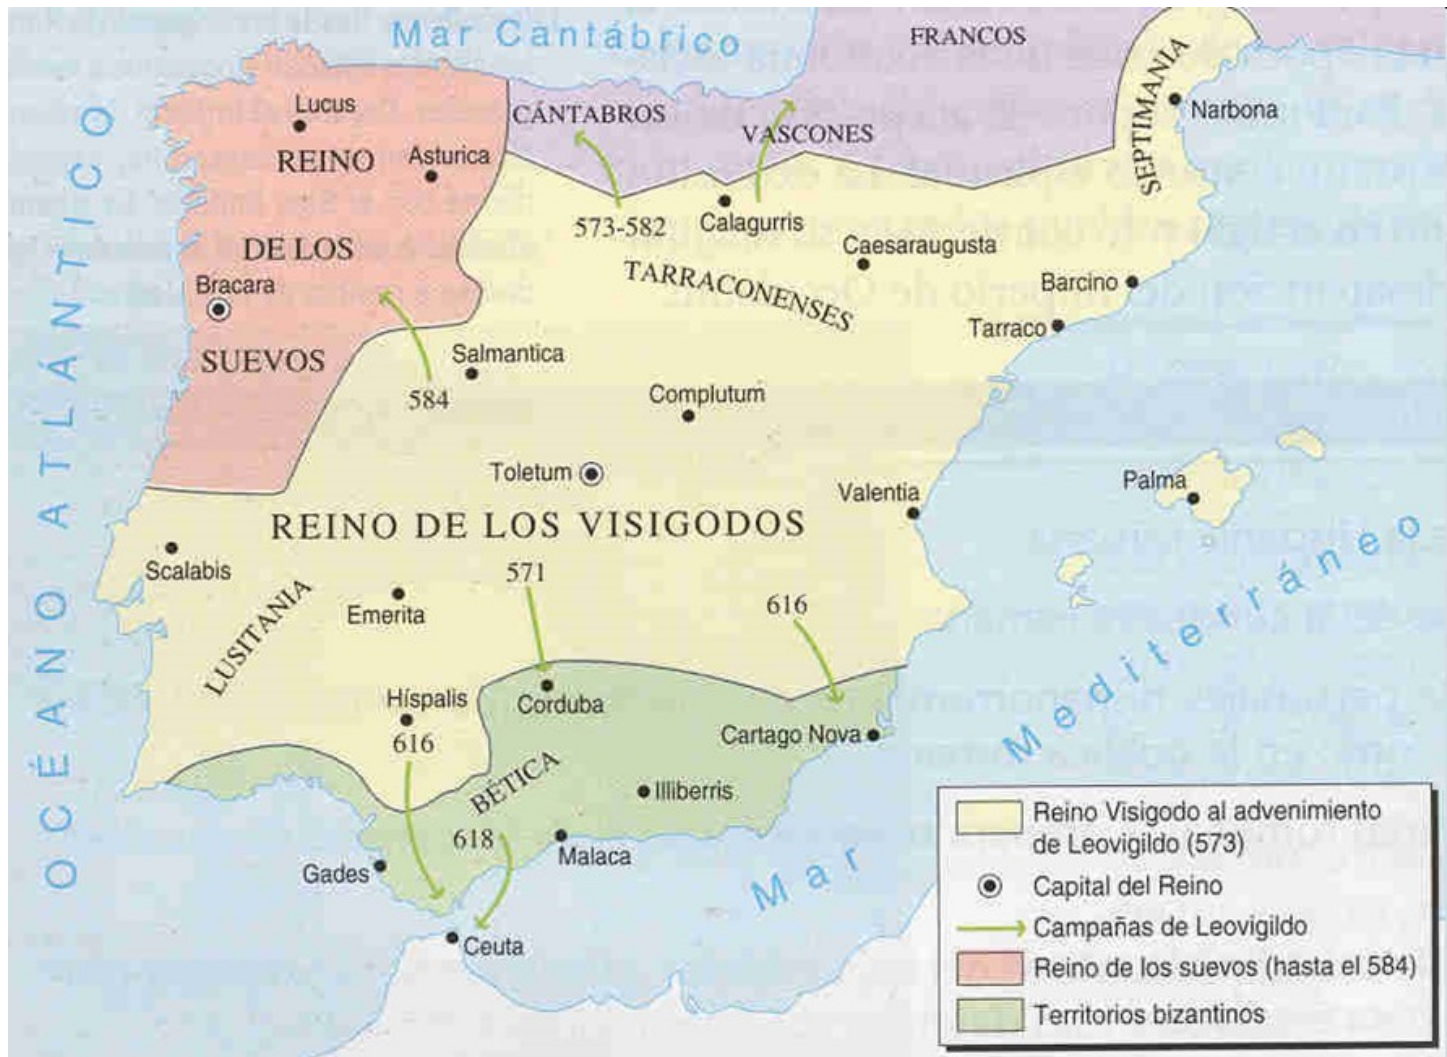 Mar Cantábrico
FRANCOS
SEPTIMANIA
Narbona
Lucus
CÁNTABROS
VASCONES
REINO
Asturica
573-582
Calagurris
DE LOS
Caesaraugusta
Bracara
TARRACONENSES
Barcino
Tarraco
SUEVOS
Salmantica
584
Complutum
OCÉANO ATLÁNTICO
Toletum
Valentia
Palma
REINO DE LOS VISIGODOS
Scalabis
571
Emerita
616
LUSITANIA
Mar Mediterráneo
Híspalis
Corduba
616
Cartago Nova
BÉTICA
Illiberris
618
Malaca
Gades
Ceuta
Reino Visigodo al advenimiento
de Leovigildo (573)
Capital del Reino
Campañas de Leovigildo
Reino de los suevos (hasta el 584)
Territorios bizantinos